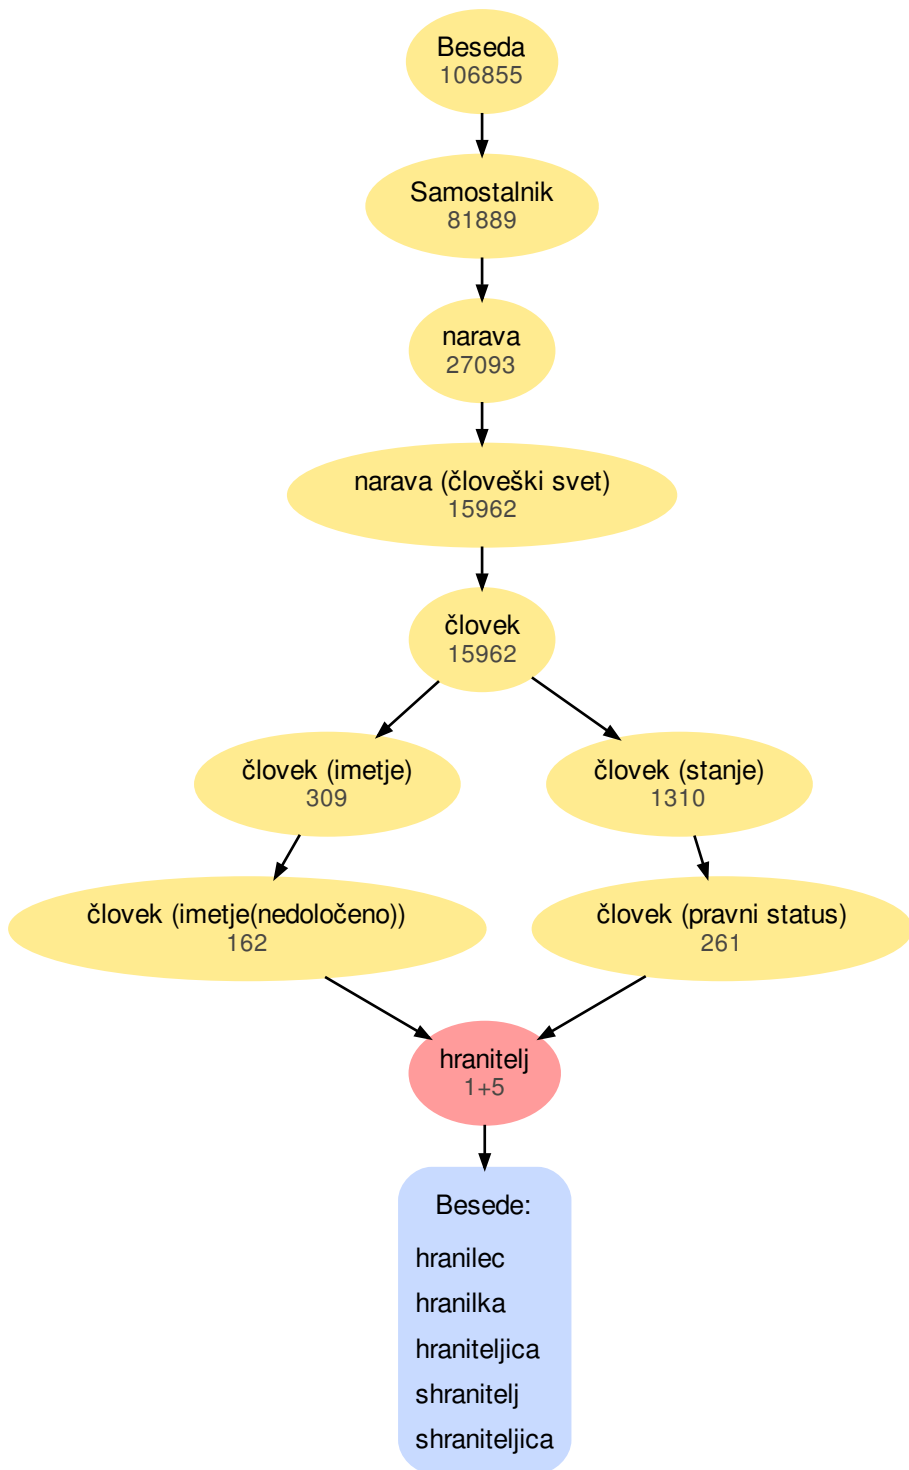 Beseda
106855
Samostalnik
81889
narava
27093
narava (človeški svet)
15962
človek
15962
človek (imetje)
309
človek (stanje)
1310
človek (imetje(nedoločeno))
162
človek (pravni status)
261
hranitelj
1+5
Besede:
hranilec
hranilka
hraniteljica
shranitelj
shraniteljica